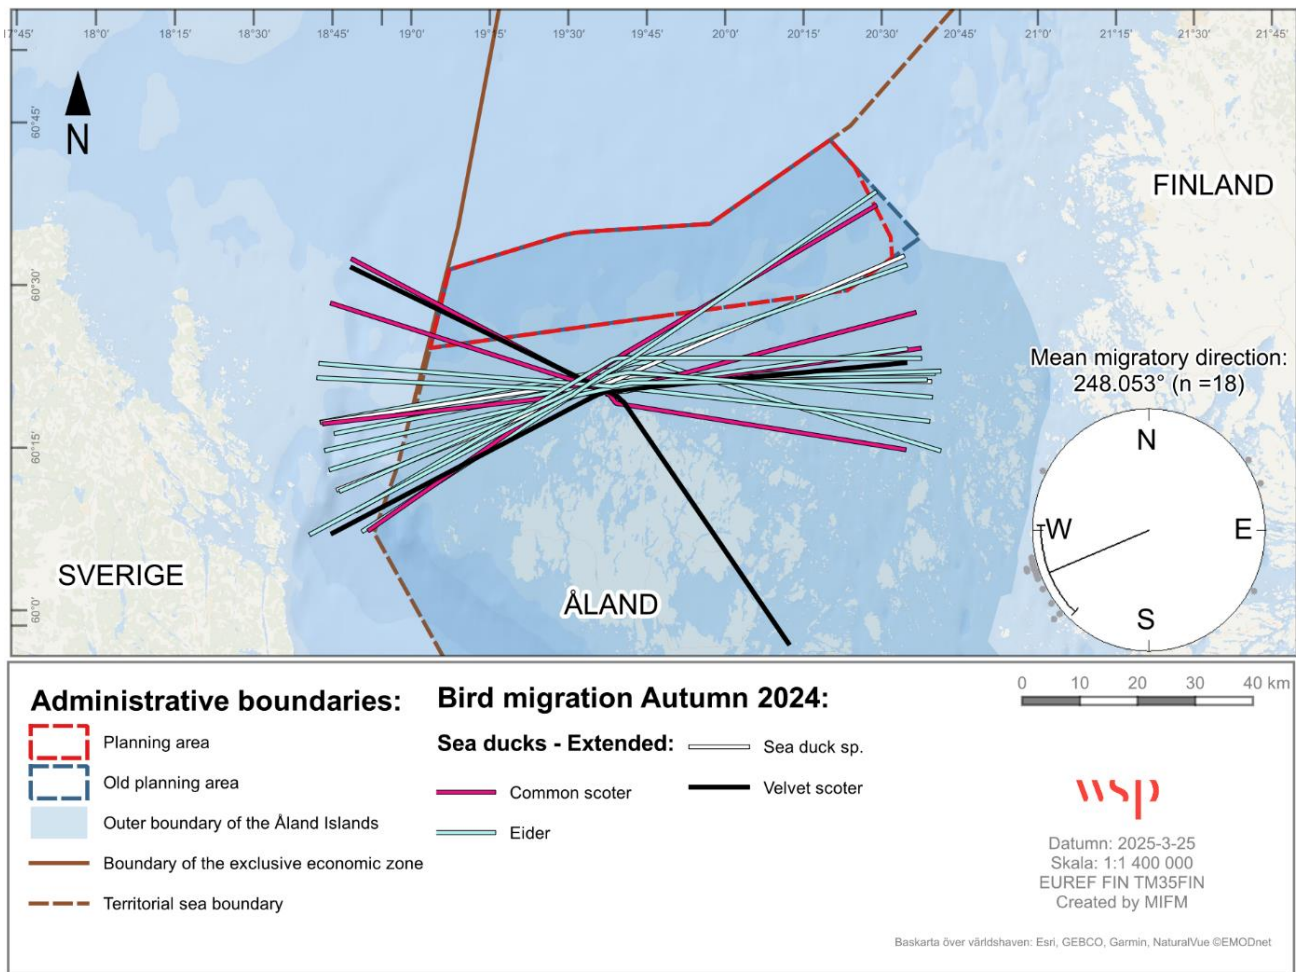 17°45'
18°0'
18°15'
18°30'
18°45'
19°0'
19°15'
19°30'
19°45'
20°0'
20°15'
20°30'
20°45'
21°0'
21°15'
21°30'
21°45'
60°45'
60°30'
60°15'
60°0'
N
FINLAND
SVERIGE
ÅLAND
Mean migratory direction:
248.053° (n =18)
N
W
E
S
Administrative boundaries:
Planning area
Old planning area
Outer boundary of the Åland Islands
Boundary of the exclusive economic zone
Territorial sea boundary
Bird migration Autumn 2024:
Sea ducks - Extended:
Common scoter
Eider
Sea duck sp.
Velvet scoter
0 10 20 30 40 km
wsp
Datumn: 2025-3-25
Skala: 1:1 400 000
EUREF FIN TM35FIN
Created by MIFM
Baskarta över världshaven: Esri, GEBCO, Garmin, NaturalVue ©EMODnet